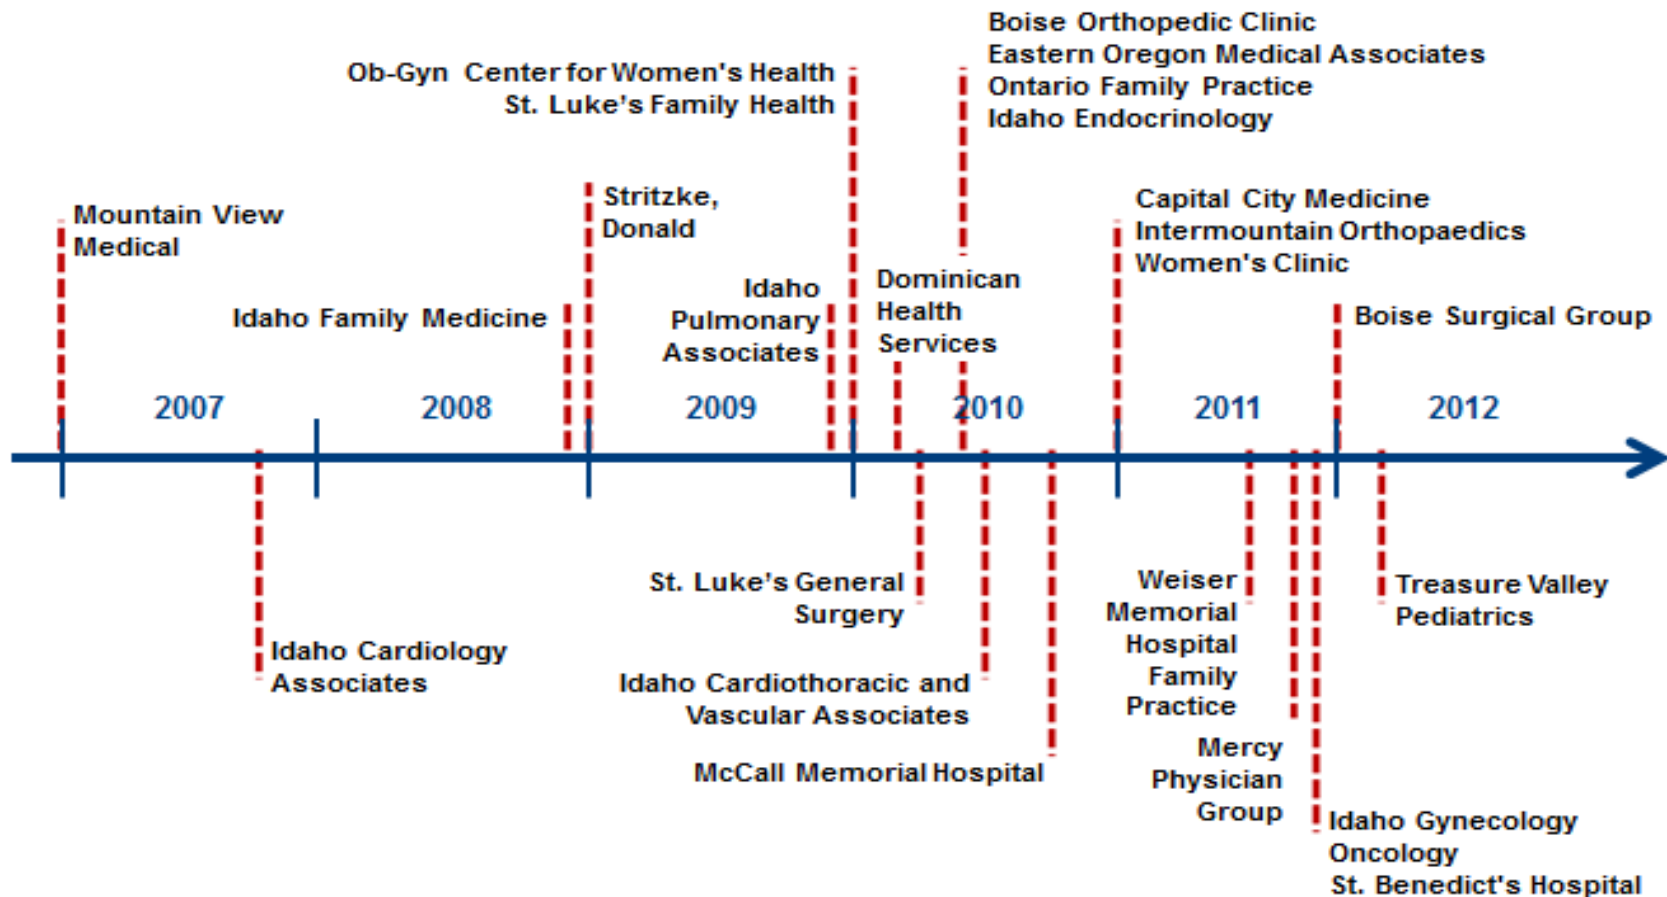 Boise Orthopedic Clinic
Eastern Oregon Medical Associates
Ontario Family Practice
Idaho Endocrinology
Ob-Gyn Center for Women's Health
St. Luke's Family Health
Mountain View
Medical
Stritzke,
Donald
Capital City Medicine
Intermountain Orthopaedics
Women's Clinic
Idaho Family Medicine
Idaho
Pulmonary
Associates
Dominican
Health
Services
Boise Surgical Group
2007
2008
2009
2010
2011
2012
Idaho Cardiology
Associates
St. Luke's General
Surgery
Idaho Cardiothoracic and
Vascular Associates
McCall Memorial Hospital
Weiser
Memorial
Hospital
Family
Practice
Mercy
Physician
Group
Treasure Valley
Pediatrics
Idaho Gynecology
Oncology
St. Benedict's Hospital